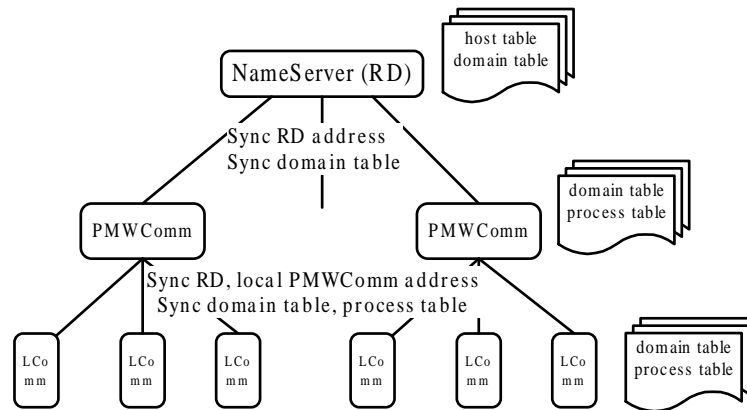 host table
domain table
NameServer (RD)
Sync RD address
Sync domain table
domain table
process table
PMWComm
PMWComm
Sync RD, local PMWComm address
Sync domain table, process table
LCo
mm
LCo
mm
LCo
mm
LCo
mm
LCo
mm
LCo
mm
domain table
process table